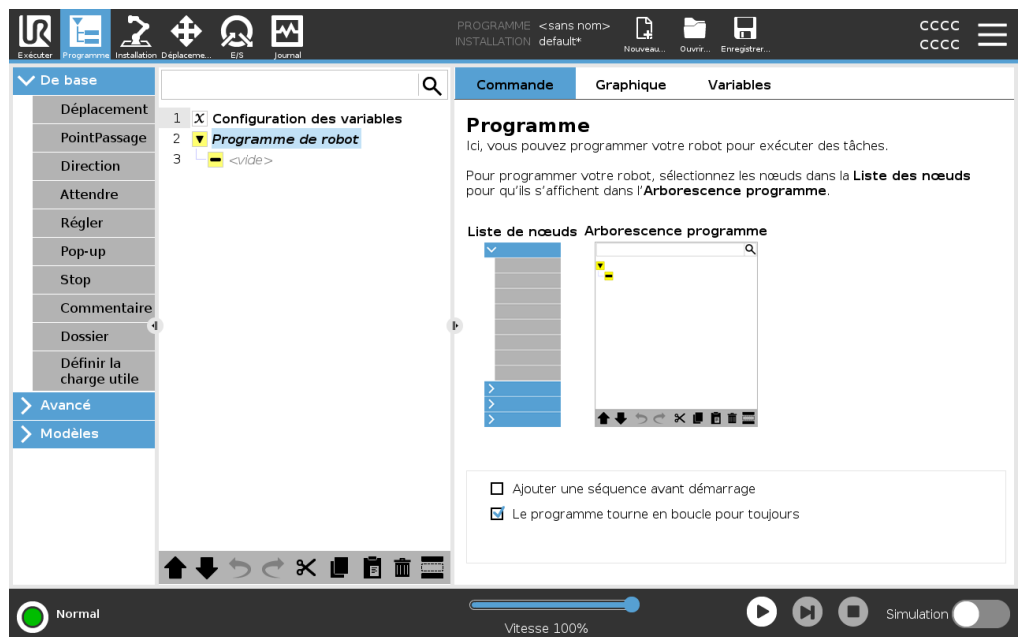 UR
PROGRAMME <sans nom>
INSTALLATION default*
Exécuter Programme Installation Déplaceme... E/S Journal
Nouveau... Ouvrir... Enregistrer...
CCCC
CCCC
De base
Déplacement
PointPassage
Direction
Attendre
Régler
Pop-up
Stop
Commentaire
Dossier
Définir la
charge utile
Avancé
Modèles
1 X Configuration des variables
2 Programme de robot
3 <vide>
Commande Graphique Variables
Programme
Ici, vous pouvez programmer votre robot pour exécuter des tâches.
Pour programmer votre robot, sélectionnez les nœuds dans la Liste des nœuds
pour qu'ils s'affichent dans l'Arborescence programme.
Liste de nœuds Arborescence programme
Ajouter une séquence avant démarrage
Le programme tourne en boucle pour toujours
Normal
Vitesse 100%
Simulation